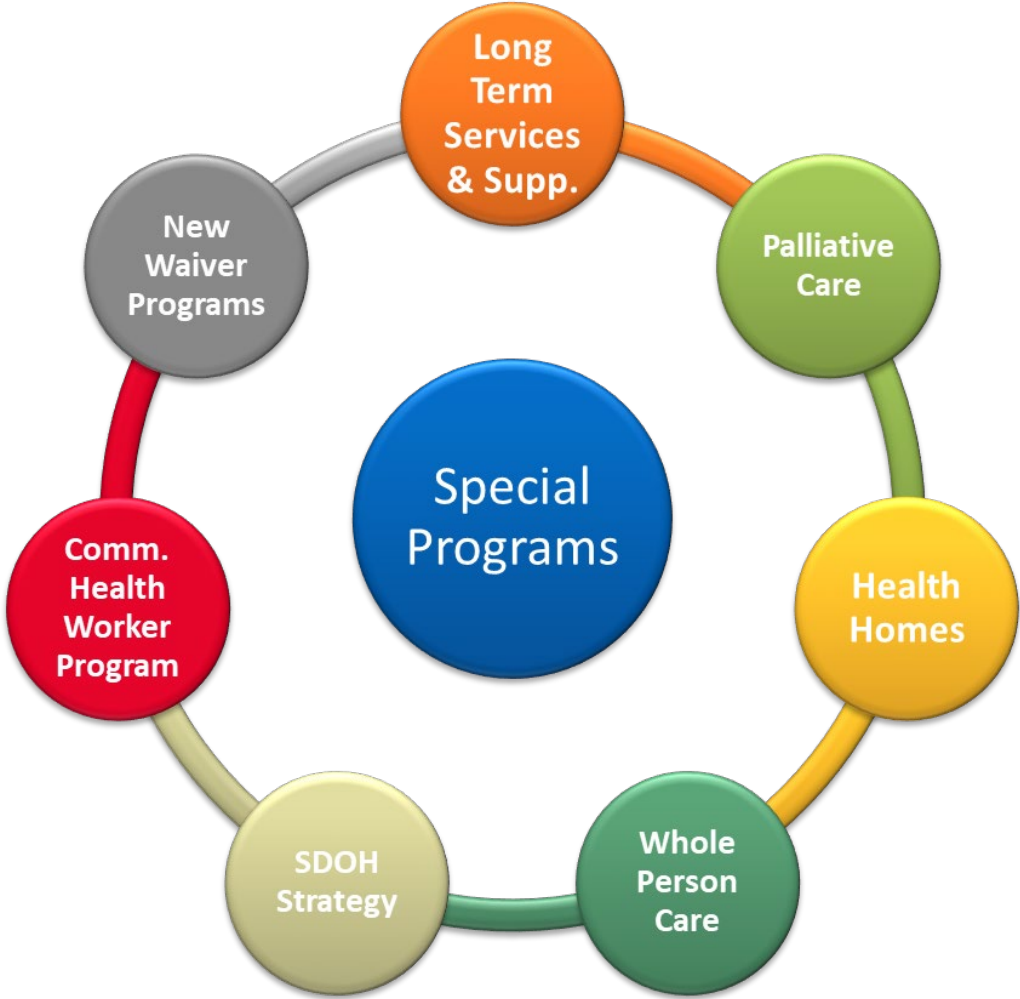 Long
Term
Services
& Supp.
Palliative
Care
Health
Homes
Whole
Person
Care
SDOH
Strategy
Comm.
Health
Worker
Program
New
Waiver
Programs
Special
Programs